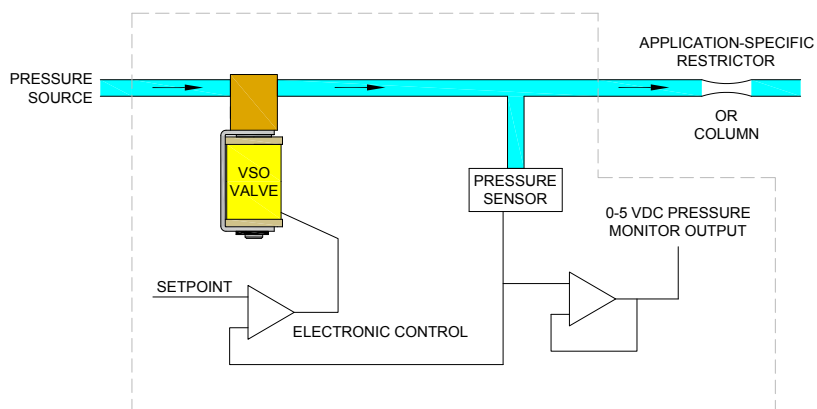 APPLICATION-SPECIFIC
RESTRICTOR
PRESSURE
SOURCE
OR
COLUMN
VSO
VALVE
PRESSURE
SENSOR
0-5 VDC PRESSURE
MONITOR OUTPUT
SETPOINT
ELECTRONIC CONTROL